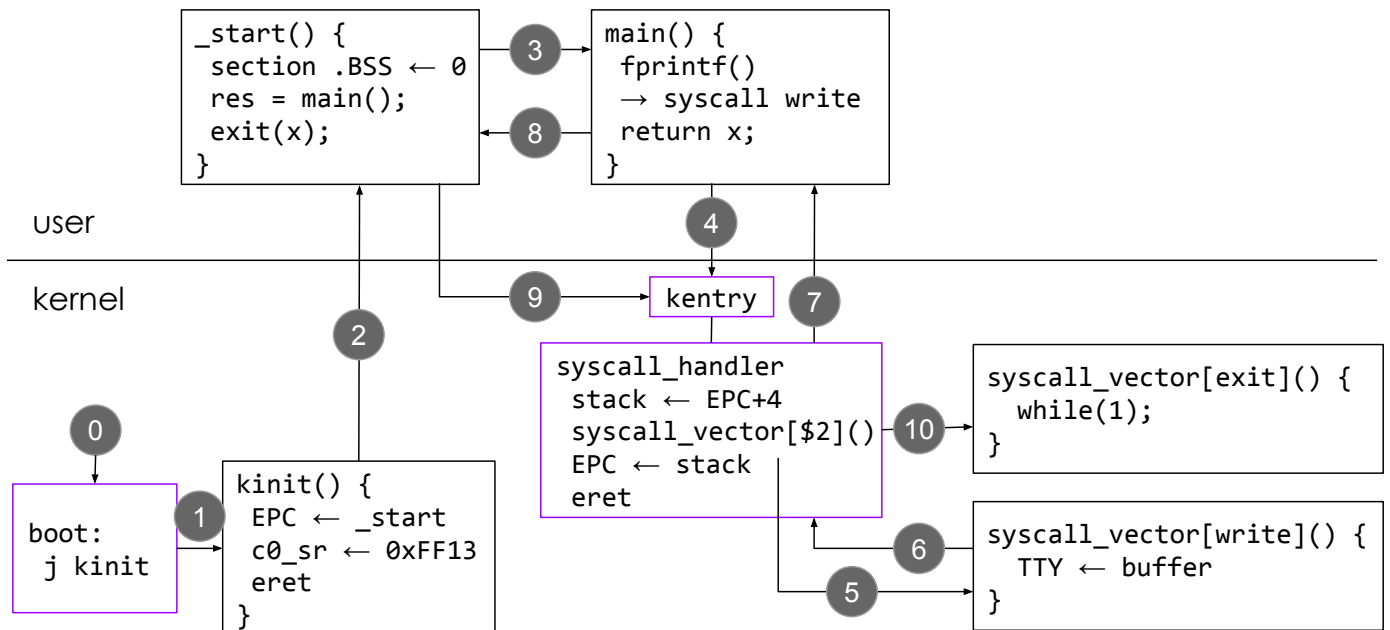 _start() {
section .BSS ← 0
res = main();
exit(x);
}
3
8
main() {
fprintf()
→ syscall write
return x;
}
user
4
kernel
9
kentry
7
2
syscall_handler
stack ← EPC+4
syscall_vector[$2]()
EPC ← stack
eret
10
syscall_vector[exit]() {
while(1);
}
0
boot:
j kinit
1
kinit() {
EPC ← _start
c0_sr ← 0xFF13
eret
}
6
5
syscall_vector[write]() {
TTY ← buffer
}